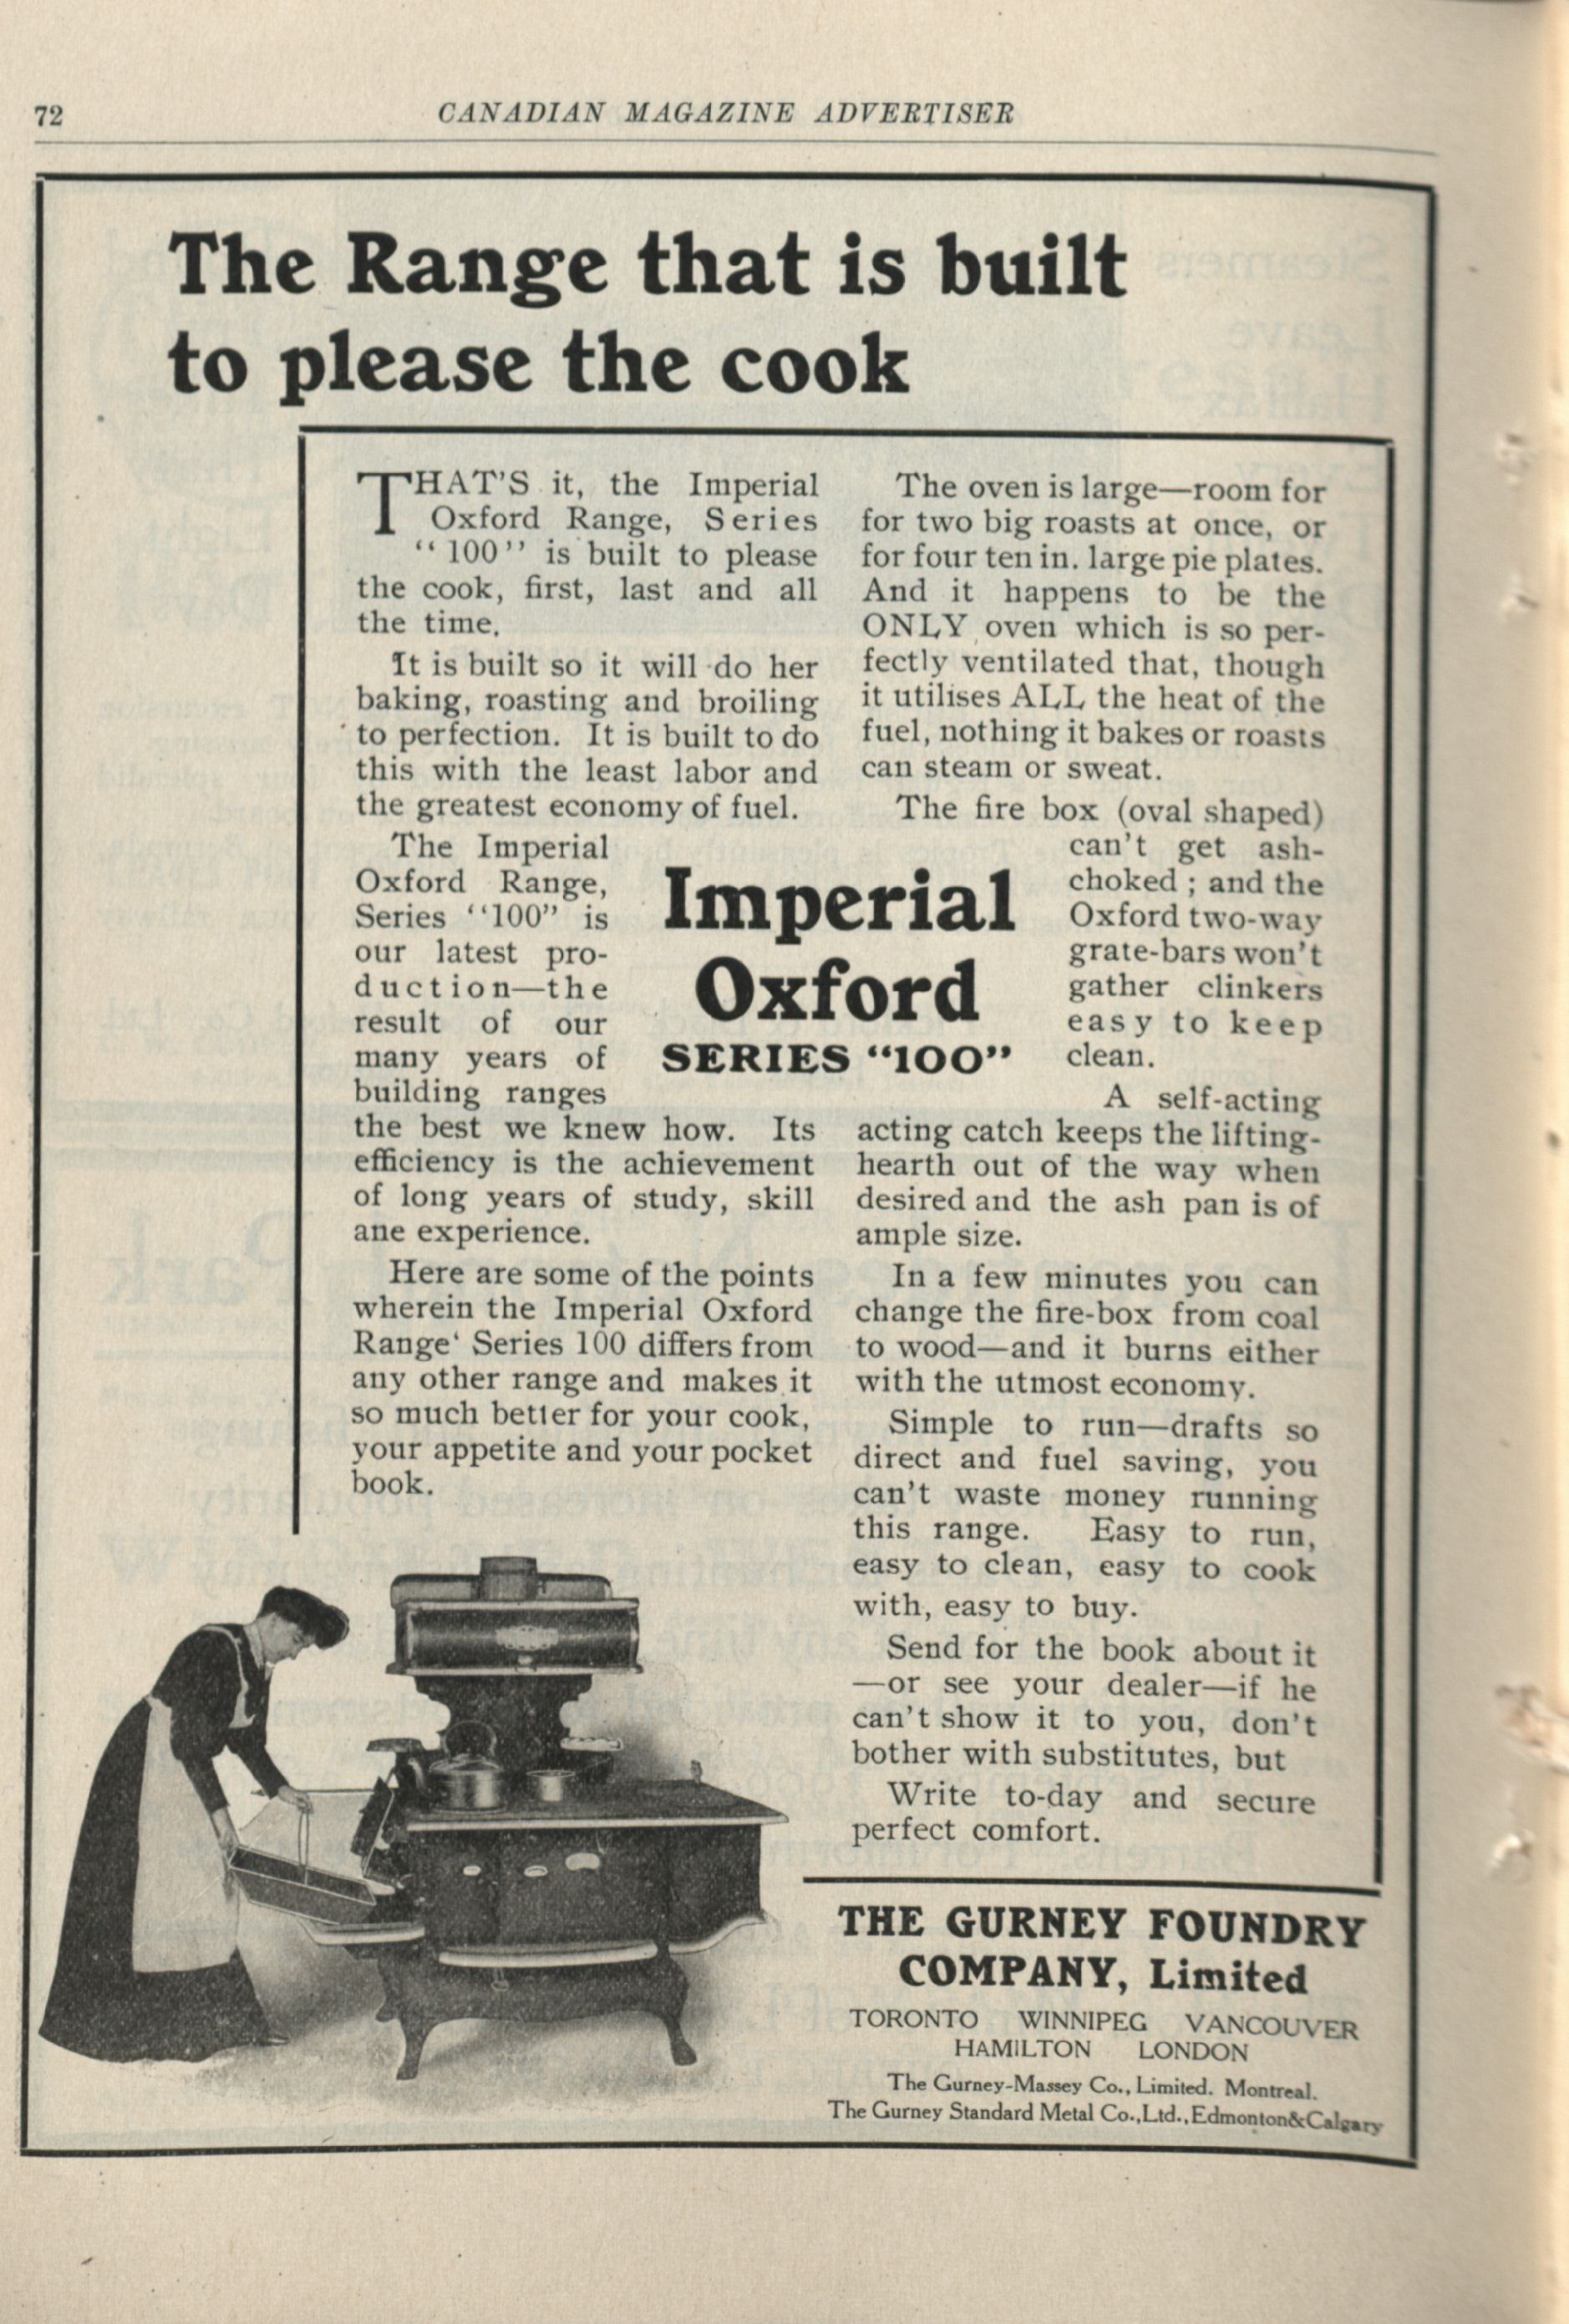 72
CANADIAN MAGAZINE ADVERTISER
The Range that is built
to please the cook
THAT'S it, the Imperial
Oxford Range, Series
"100" is built to please
the cook, first, last and all
the time.
It is built so it will do her
baking, roasting and broiling
to perfection. It is built to do
this with the least labor and
the greatest economy of fuel.
The Imperial
Oxford Range,
Series "100" is
our latest pro-
duction—the
result of our
many years of
building ranges
the best we knew how. Its
efficiency is the achievement
of long years of study, skill
ane experience.
Here are some of the points
wherein the Imperial Oxford
Range' Series 100 differs from
any other range and makes it
so much better for your cook,
your appetite and your pocket
book.
Imperial
Oxford
SERIES "100"
The oven is large—room for
for two big roasts at once, or
for four ten in. large pie plates.
And it happens to be the
ONLY oven which is so per-
fectly ventilated that, though
it utilises ALL the heat of the
fuel, nothing it bakes or roasts
can steam or sweat.
The fire box (oval shaped)
can't get ash-
choked; and the
Oxford two-way
grate-bars won't
gather clinkers
easy to keep
clean.
A self-acting
acting catch keeps the lifting-
hearth out of the way when
desired and the ash pan is of
ample size.
In a few minutes you can
change the fire-box from coal
to wood—and it burns either
with the utmost economy.
Simple to run—drafts so
direct and fuel saving, you
can't waste money running
this range. Easy to run,
easy to clean, easy to cook
with, easy to buy.
Send for the book about it
—or see your dealer—if he
can't show it to you, don't
bother with substitutes, but
Write to-day and secure
perfect comfort.
THE GURNEY FOUNDRY
COMPANY, Limited
TORONTO WINNIPEG VANCOUVER
HAMILTON LONDON
The Gurney-Massey Co., Limited. Montreal.
The Gurney Standard Metal Co., Ltd., Edmonton & Calgary